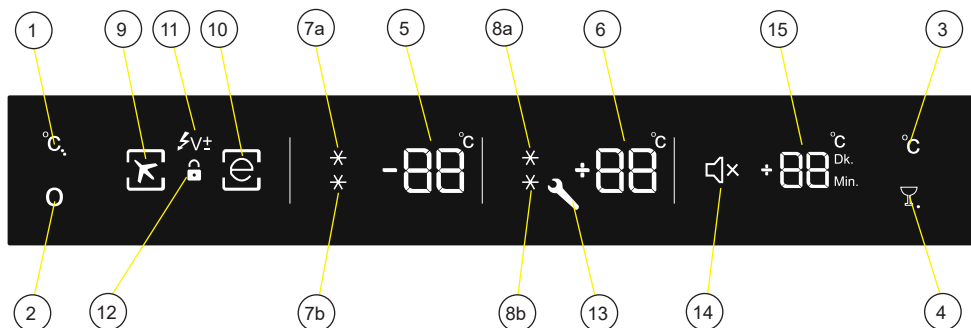 1 9 11 10 7a 5 8a 6 15 3
°C.. V± e -88 °C +88 °C +88 °C Dk. Min. °C
O
2 12 7b 8b 13 14 4